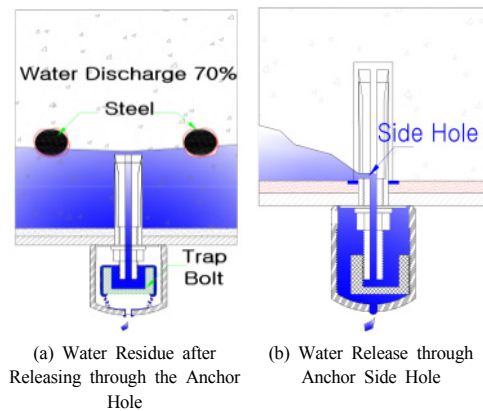 Water Discharge 70%
Steel
Trap
Bolt
Side Hole
(a) Water Residue after
Releasing through the Anchor
Hole
(b) Water Release through
Anchor Side Hole